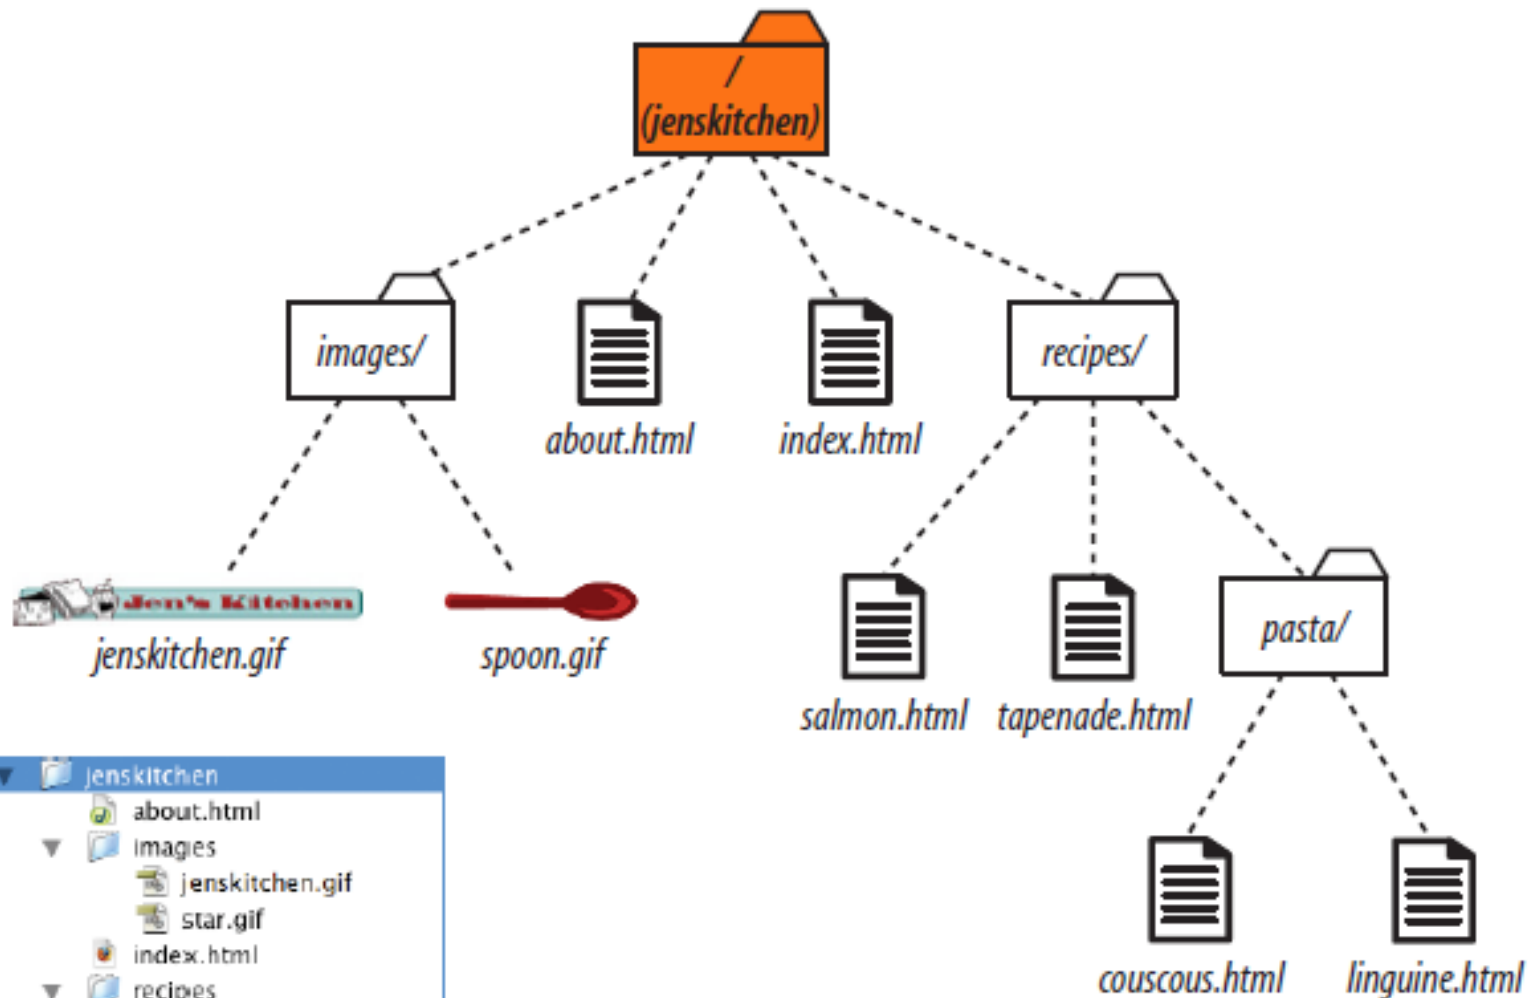 /
(jenskitchen)
images/
recipes/
about.html
index.html
Jen's Kitchen
jenskitchen.gif
spoon.gif
pasta/
salmon.html
tapenade.html
couscous.html
linguine.html
jenskitchen
about.html
images
jenskitchen.gif
star.gif
index.html
recipes